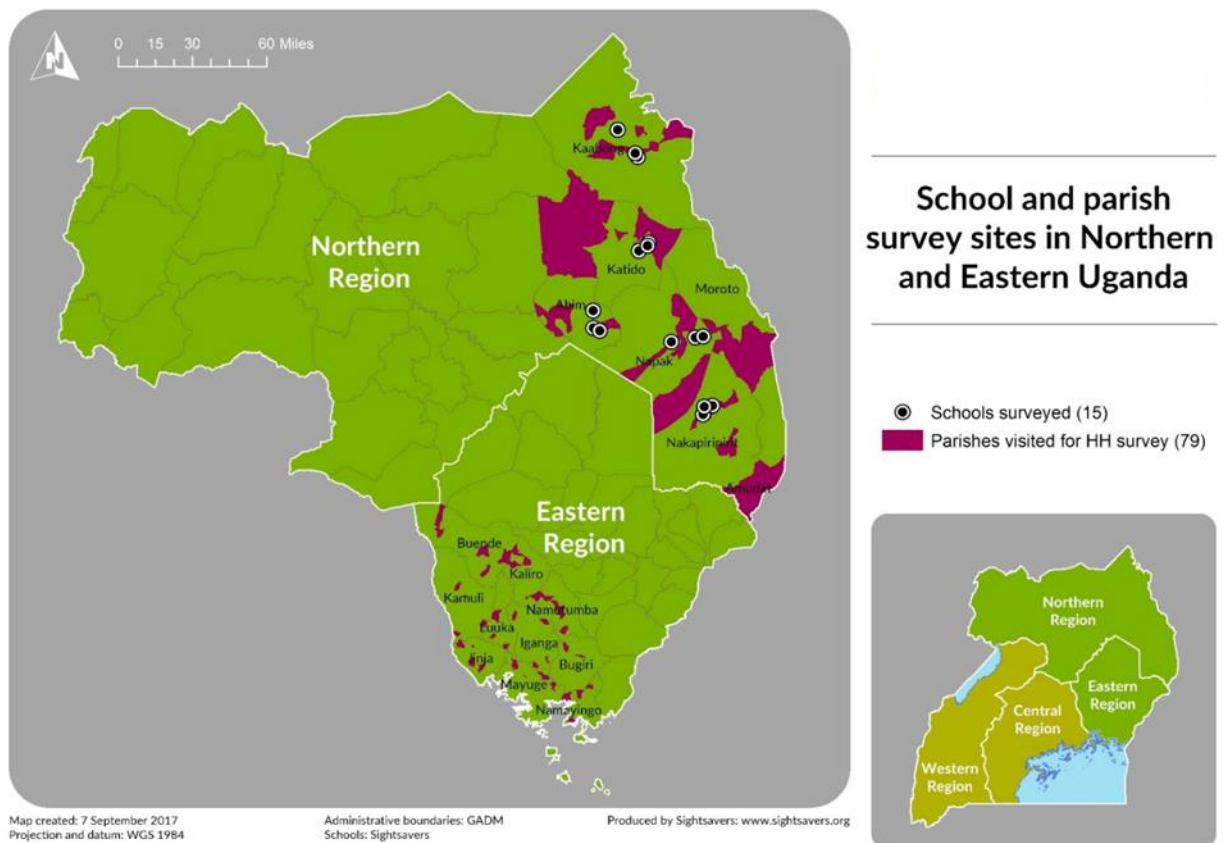 N
0 15 30 60 Miles
School and parish
survey sites in Northern
and Eastern Uganda
Schools surveyed (15)
Parishes visited for HH survey (79)
Northern
Region
Kaabong
Katido
Moroto
Abim
Napak
Nakapiripirit
Amudat
Eastern
Region
Buende
Kaliro
Kamuli
Namutumba
Luuka
Iganga
Jinja
Bugiri
Mayuge
Namayingo
Northern
Region
Eastern
Region
Central
Region
Western
Region
Map created: 7 September 2017
Projection and datum: WGS 1984
Administrative boundaries: GADM
Schools: Sightsavers
Produced by Sightsavers: www.sightsavers.org